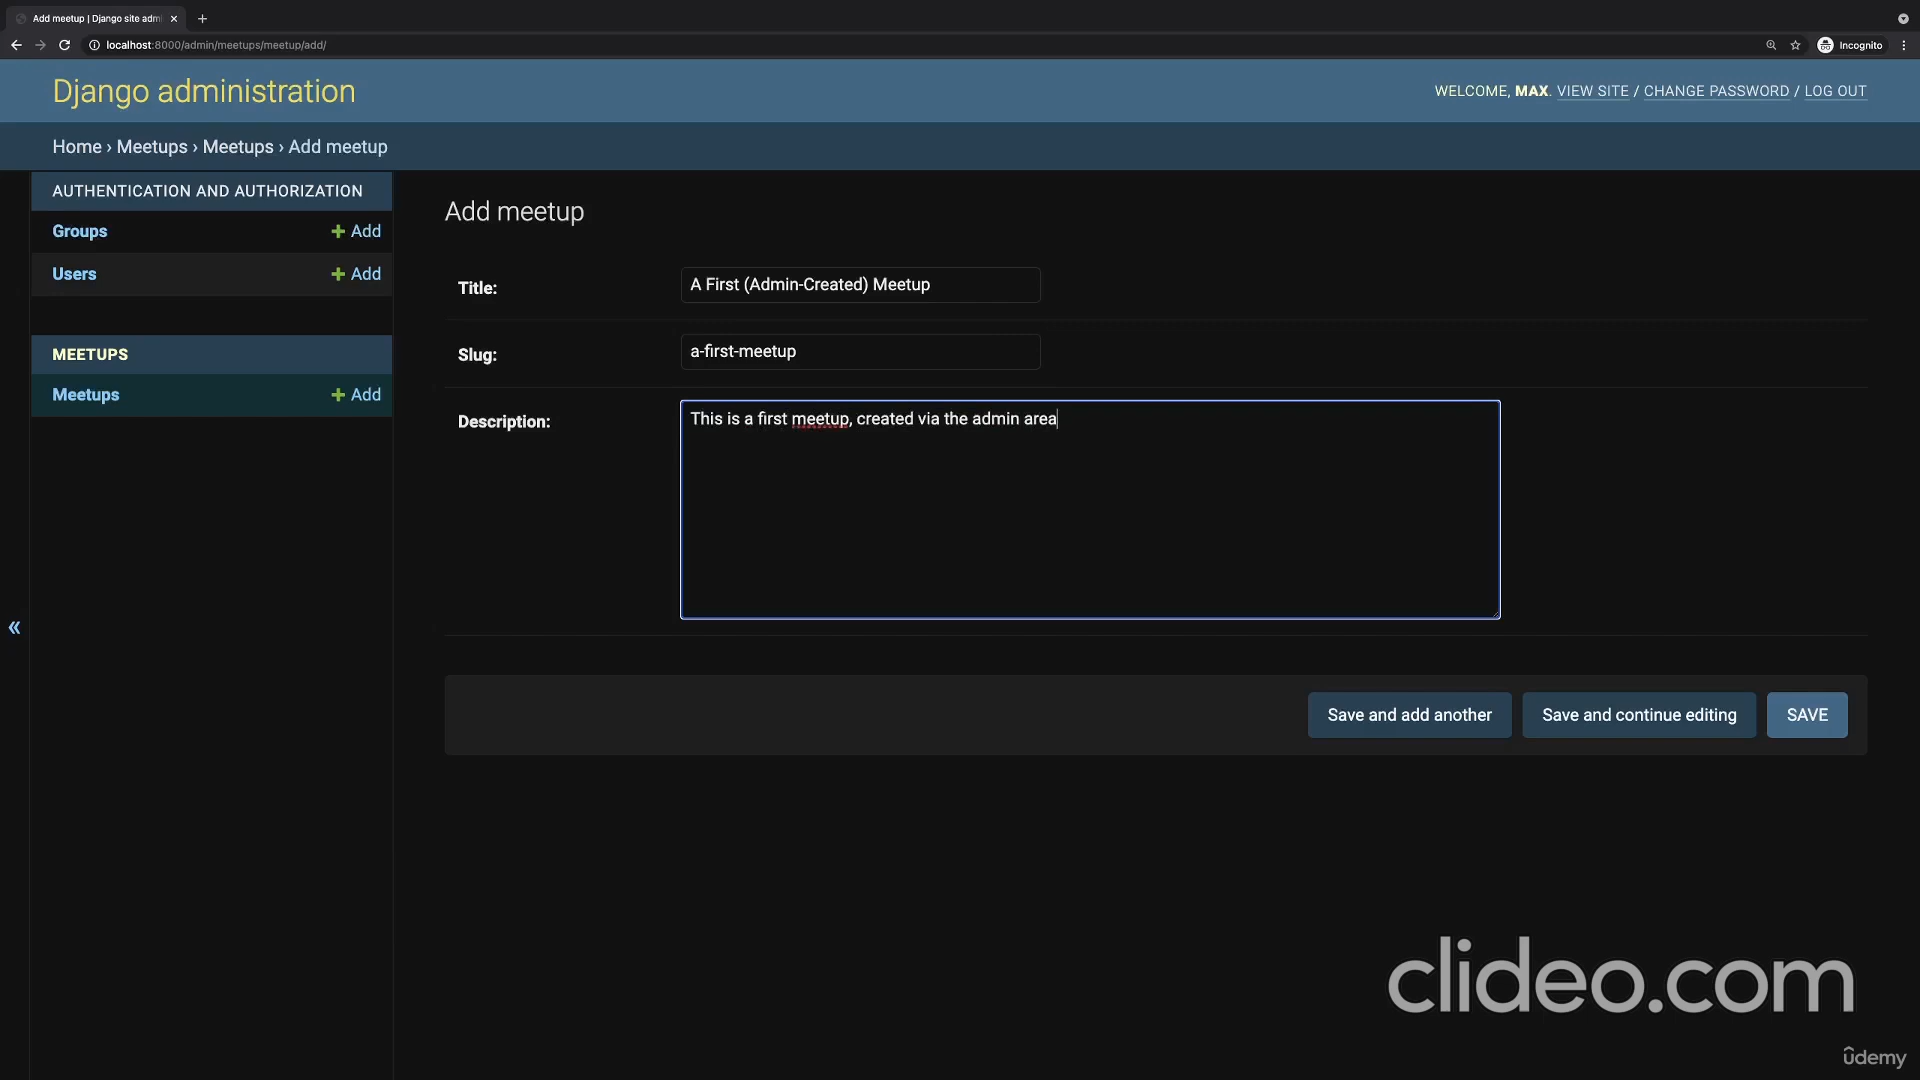 Add meetup | Django site adm
localhost:8000/admin/meetups/meetup/add/
Incognito
Django administration
WELCOME, MAX. VIEW SITE / CHANGE PASSWORD / LOG OUT
Home › Meetups › Meetups › Add meetup
AUTHENTICATION AND AUTHORIZATION
Groups + Add
Users + Add
MEETUPS
Meetups + Add
Add meetup
Title: A First (Admin-Created) Meetup
Slug: a-first-meetup
Description: This is a first meetup, created via the admin area
Save and add another Save and continue editing SAVE
clideo.com
udemy